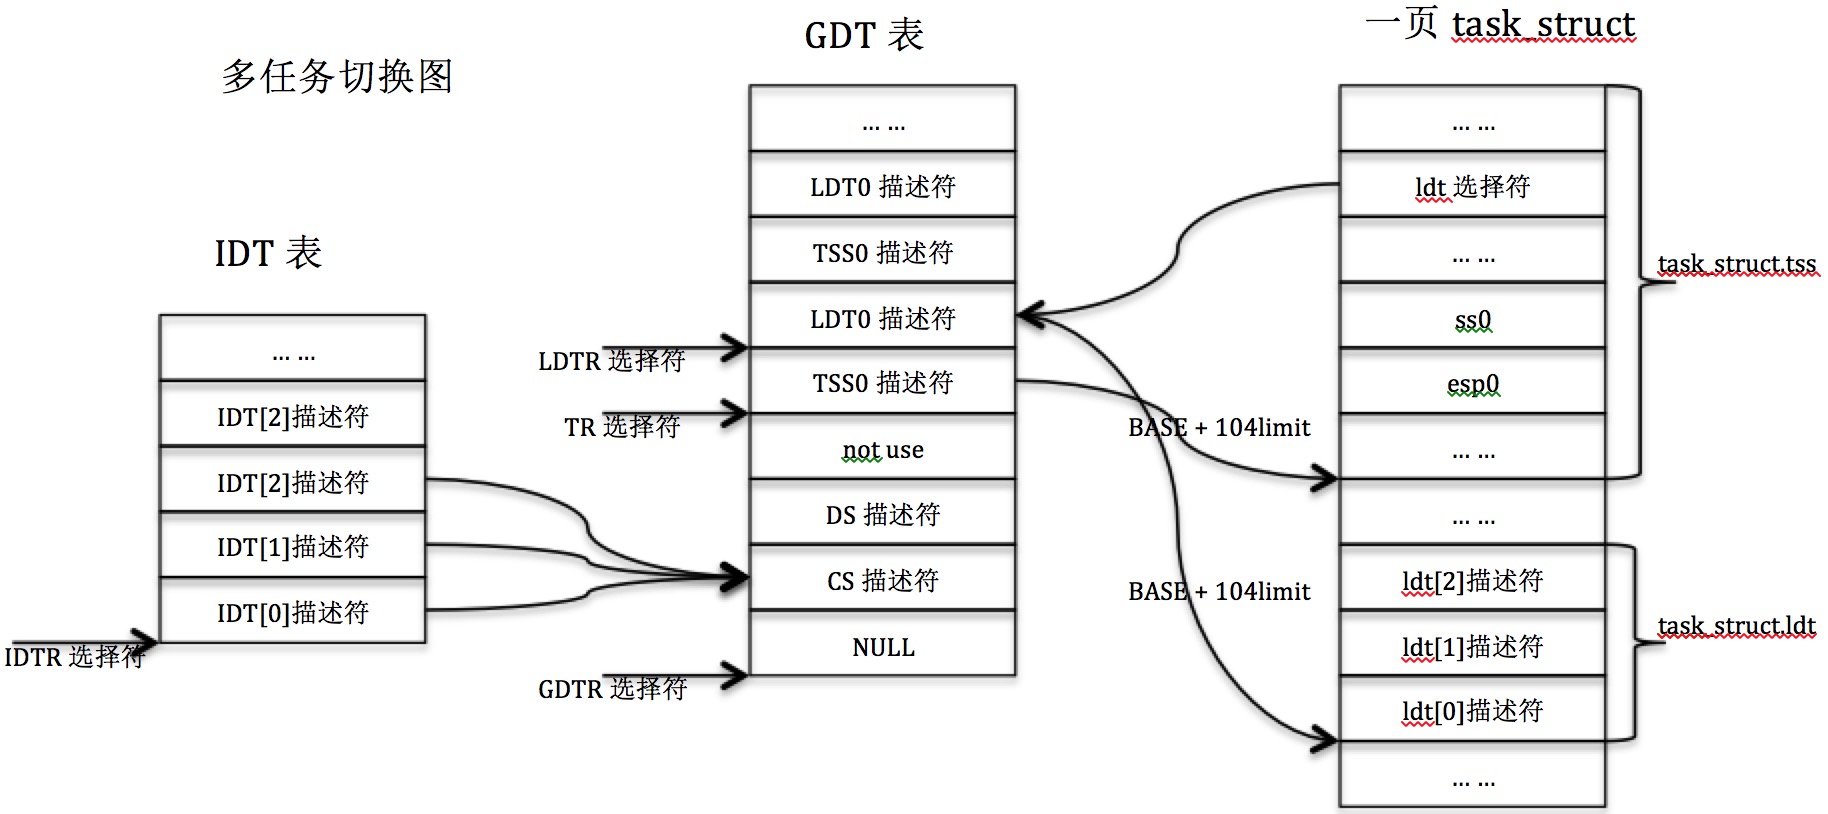 多任务切换图
IDT 表
... ...
IDT[2]描述符
IDT[2]描述符
IDT[1]描述符
IDT[0]描述符
IDTR 选择符
GDT 表
... ...
LDT0 描述符
TSS0 描述符
LDT0 描述符
TSS0 描述符
not use
DS 描述符
CS 描述符
NULL
LDTR 选择符
TR 选择符
GDTR 选择符
BASE + 104limit
BASE + 104limit
一页 task_struct
... ...
ldt 选择符
... ...
ss0
esp0
... ...
... ...
ldt[2]描述符
ldt[1]描述符
ldt[0]描述符
... ...
task_struct.tss
task_struct.ldt